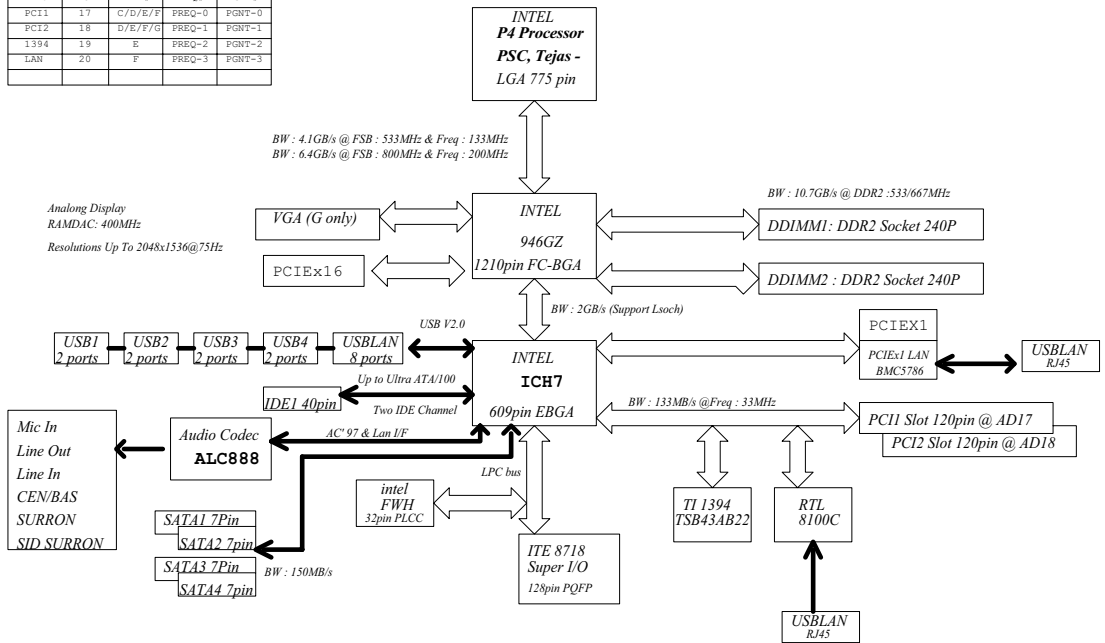 PCI1 17 C/D/E/F PREQ-0 PGNT-0
PCI2 18 D/E/F/G PREQ-1 PGNT-1
1394 19 E PREQ-2 PGNT-2
LAN 20 F PREQ-3 PGNT-3
INTEL
P4 Processor
PSC, Tejas -
LGA 775 pin
BW : 4.1GB/s @ FSB : 533MHz & Freq : 133MHz
BW : 6.4GB/s @ FSB : 800MHz & Freq : 200MHz
Analong Display
RAMDAC: 400MHz
Resolutions Up To 2048x1536@75Hz
VGA (G only)
PCIEx16
INTEL
946GZ
1210pin FC-BGA
BW : 10.7GB/s @ DDR2 :533/667MHz
DDIMM1: DDR2 Socket 240P
DDIMM2 : DDR2 Socket 240P
BW : 2GB/s (Support Lsoch)
USB V2.0
USB1
2 ports
USB2
2 ports
USB3
2 ports
USB4
2 ports
USBLAN
8 ports
INTEL
ICH7
609pin EBGA
PCIEX1
PCIEx1 LAN
BMC5786
USBLAN
RJ45
Up to Ultra ATA/100
IDE1 40pin
Two IDE Channel
BW : 133MB/s @Freq : 33MHz
PCI1 Slot 120pin @ AD17
PCI2 Slot 120pin @ AD18
Mic In
Line Out
Line In
CEN/BAS
SURRON
SID SURRON
Audio Codec
ALC888
AC' 97 & Lan I/F
LPC bus
intel
FWH
32pin PLCC
SATA1 7Pin
SATA2 7pin
SATA3 7Pin
SATA4 7pin
BW : 150MB/s
ITE 8718
Super I/O
128pin PQFP
TI 1394
TSB43AB22
RTL
8100C
USBLAN
RJ45